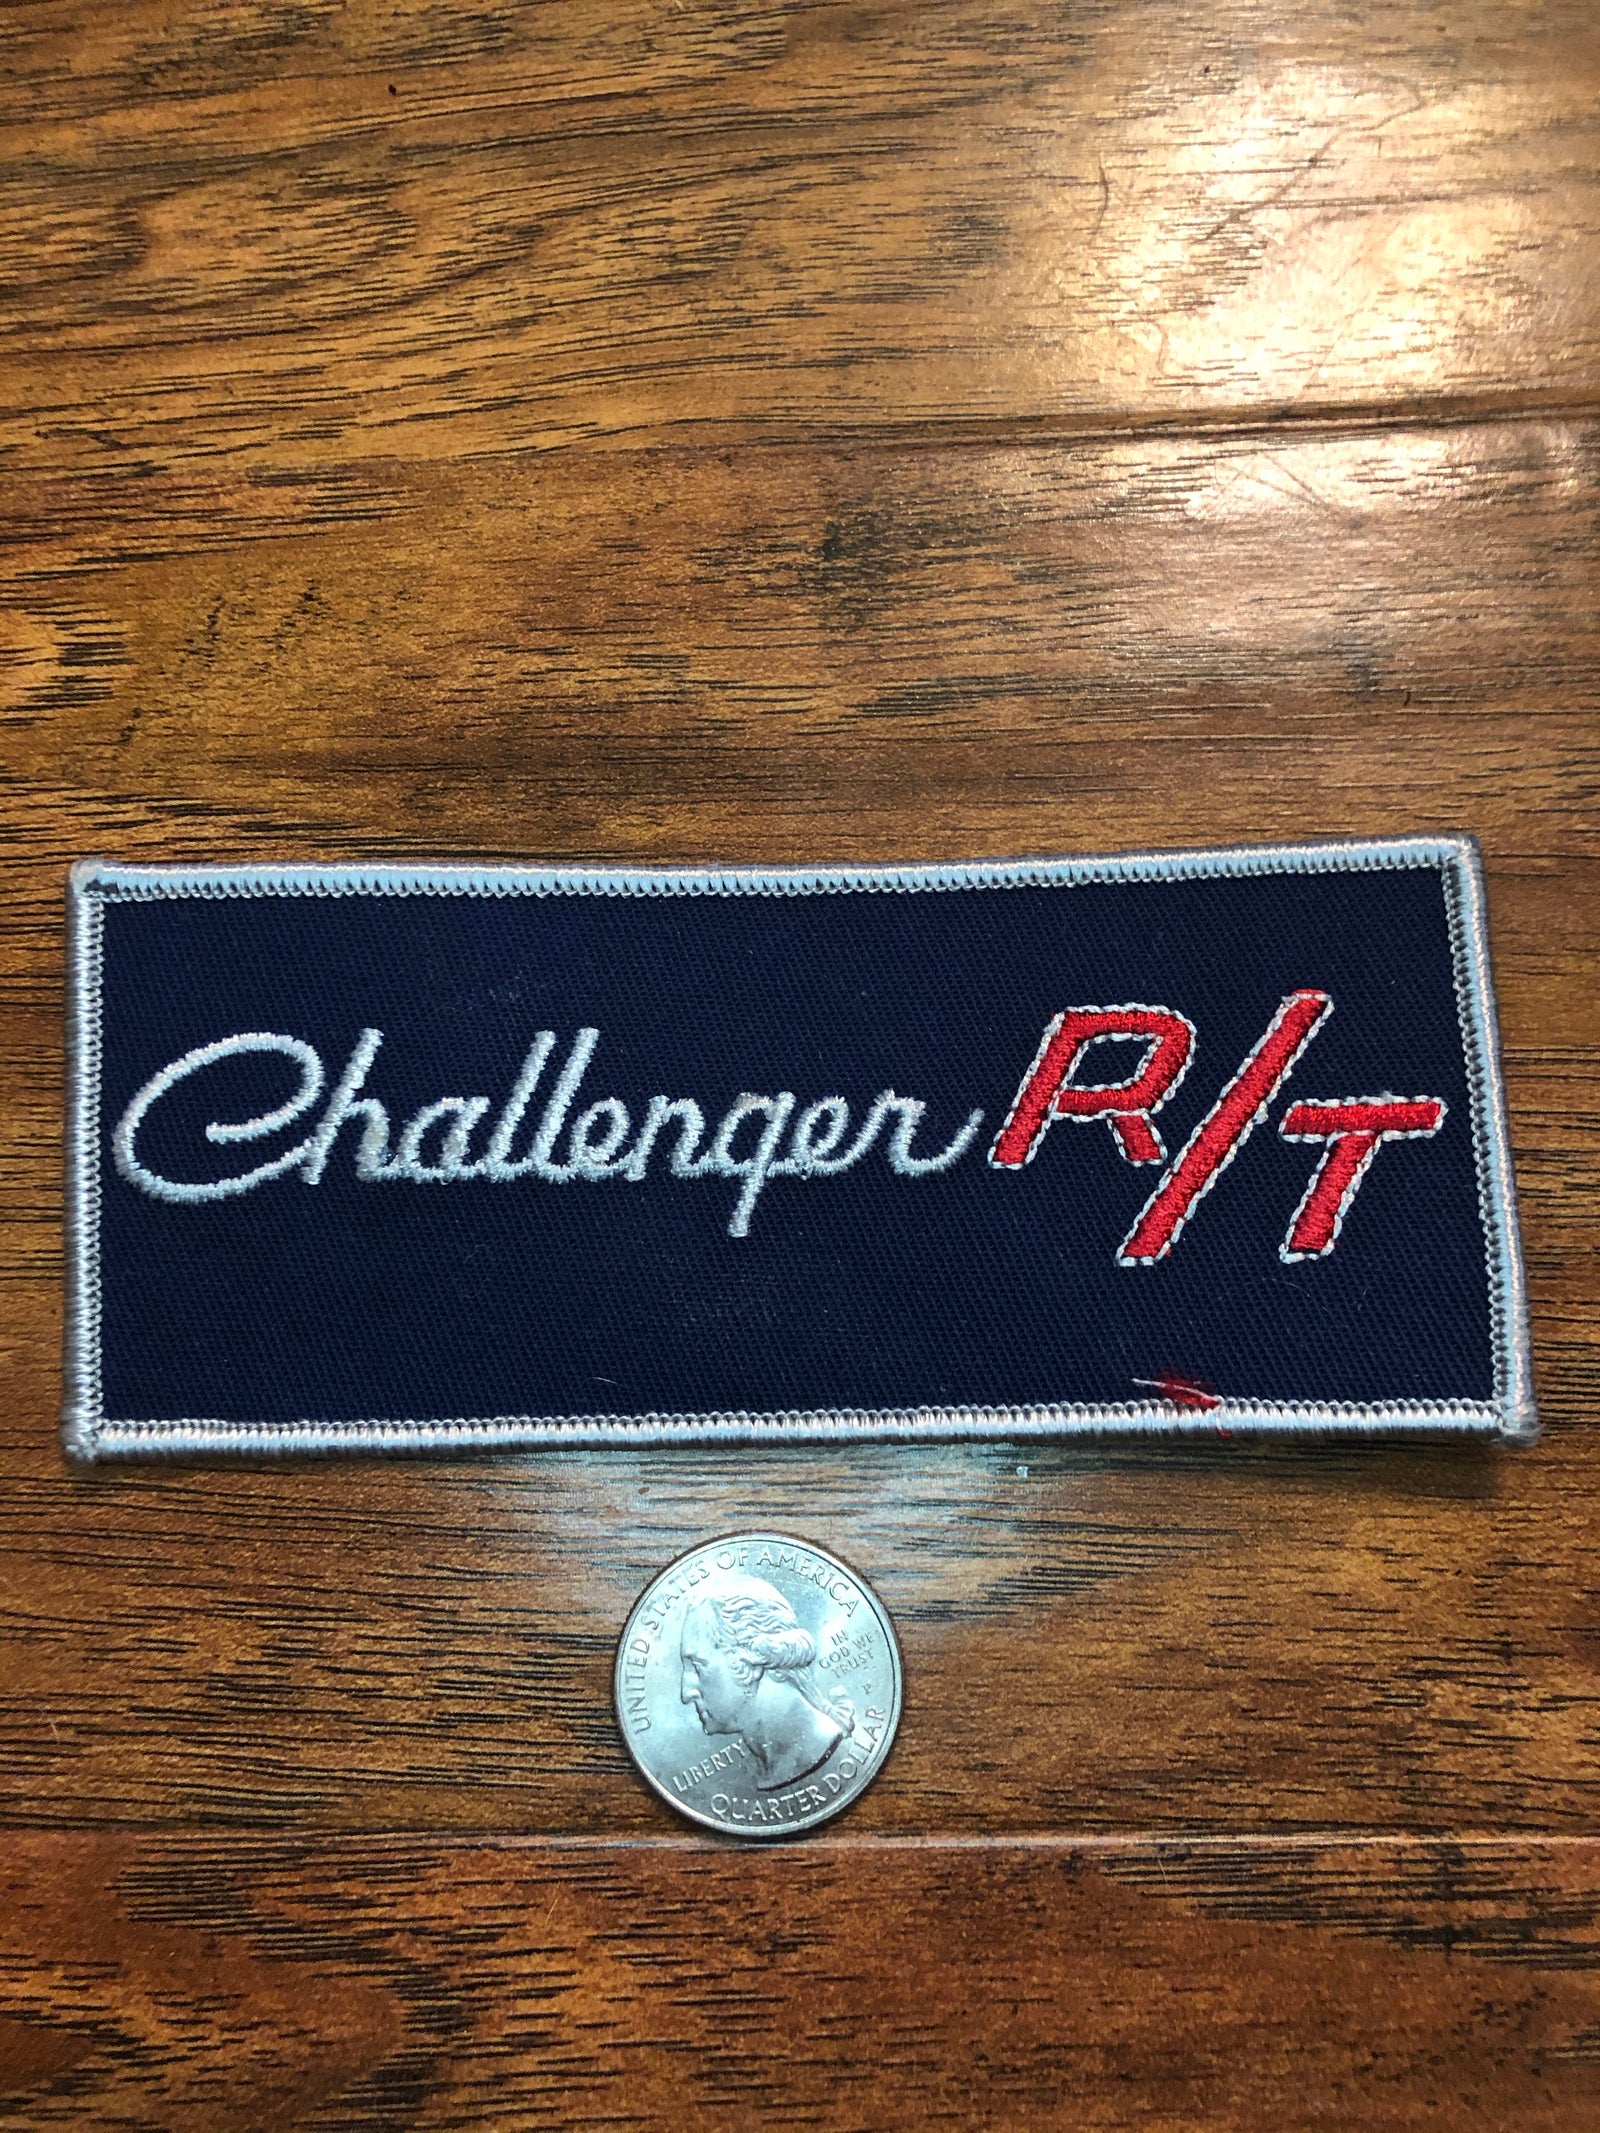 Challenger R/T
UNITED STATES OF AMERICA
IN
GOD WE
TRUST
P
LIBERTY
QUARTER DOLLAR